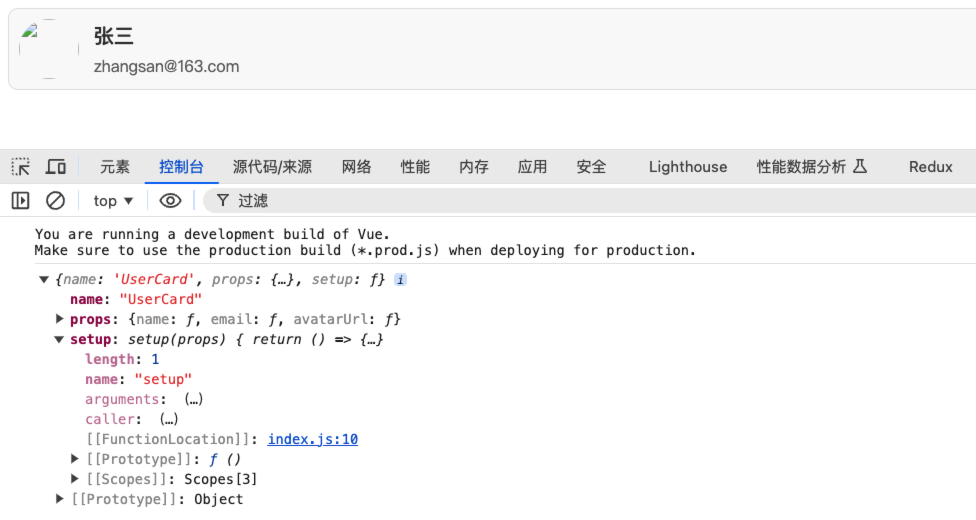 张三
zhangsan@163.com
元素 控制台 源代码/来源 网络 性能 内存 应用 安全 Lighthouse 性能数据分析 Redux
top ▼ 过滤
You are running a development build of Vue.
Make sure to use the production build (*.prod.js) when deploying for production.
▼ {name: 'UserCard', props: {…}, setup: ƒ} i
name: "UserCard"
▶ props: {name: ƒ, email: ƒ, avatarUrl: ƒ}
▼ setup: setup(props) { return () => {…}
length: 1
name: "setup"
arguments: (…)
caller: (…)
[[FunctionLocation]]: index.js:10
▶ [[Prototype]]: ƒ ()
▶ [[Scopes]]: Scopes[3]
▶ [[Prototype]]: Object